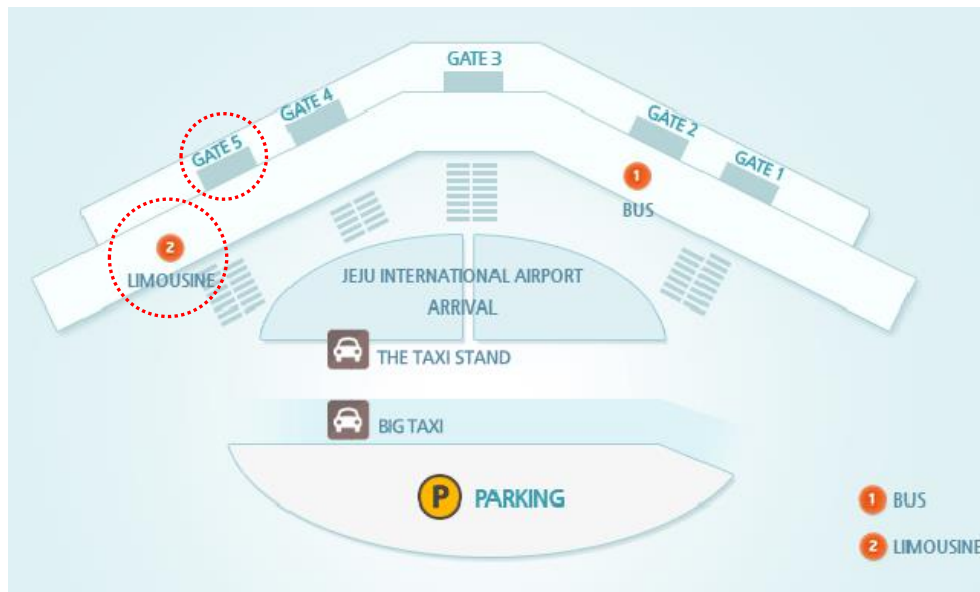 GATE 3
GATE 4
GATE 5
GATE 2
GATE 1
1
BUS
2
LIMOUSINE
JEJU INTERNATIONAL AIRPORT
ARRIVAL
THE TAXI STAND
BIG TAXI
P PARKING
1 BUS
2 LIMOUSINE